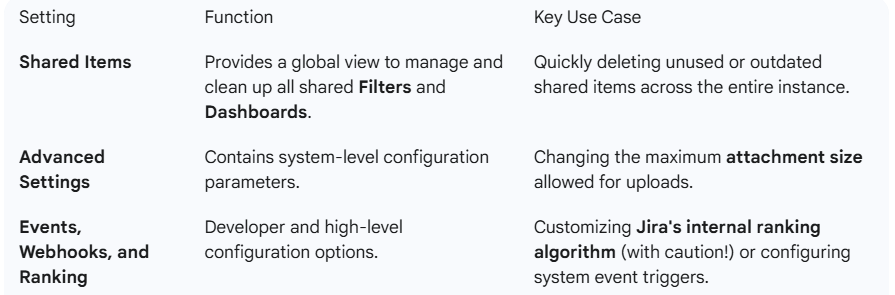 Setting Function Key Use Case
Shared Items
Provides a global view to manage and
clean up all shared Filters and
Dashboards.
Quickly deleting unused or outdated
shared items across the entire instance.
Advanced
Settings
Contains system-level configuration
parameters.
Changing the maximum attachment size
allowed for uploads.
Events,
Webhooks, and
Ranking
Developer and high-level
configuration options.
Customizing Jira's internal ranking
algorithm (with caution!) or configuring
system event triggers.